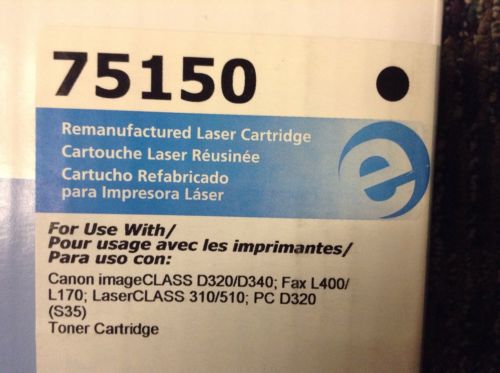 75150
Remanufactured Laser Cartridge
Cartouche Laser Réusinée
Cartucho Refabricado
para Impresora Láser
e
For Use With/
Pour usage avec les imprimantes/
Para uso con:
Canon imageCLASS D320/D340; Fax L400/
L170; LaserCLASS 310/510; PC D320
(S35)
Toner Cartridge